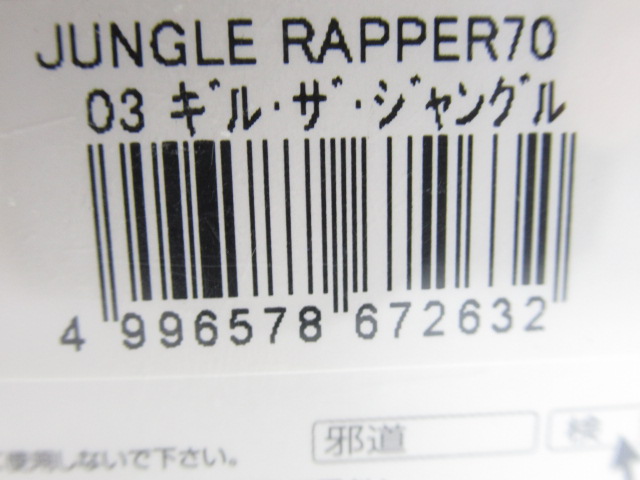 JUNGLE RAPPER70
03 ｷﾞﾙ･ｻﾞ･ｼﾞｬﾝｸﾞﾙ
4 996578 672632
邪道 検
使用しないで下さい。